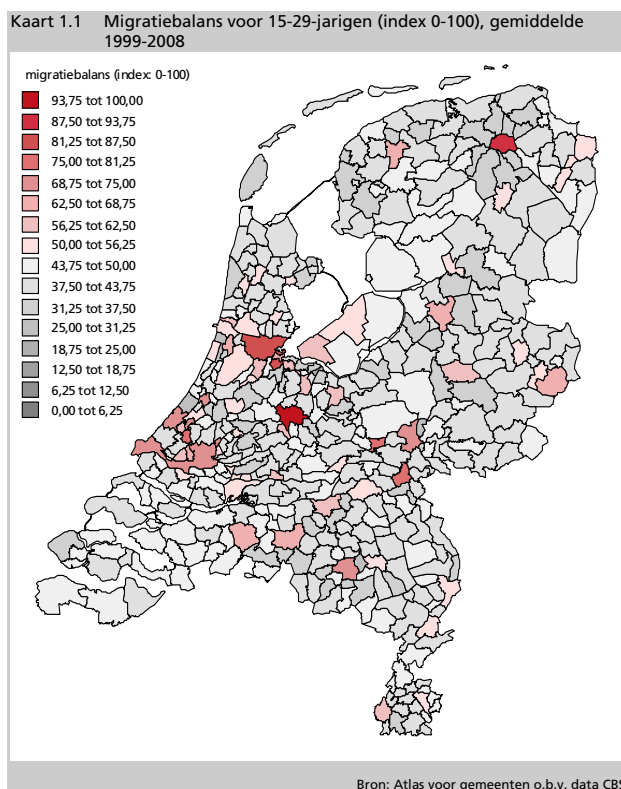 Kaart 1.1 Migratiebalans voor 15-29-jarigen (index 0-100), gemiddelde
1999-2008
migratiebalans (index: 0-100)
93,75 tot 100,00
87,50 tot 93,75
81,25 tot 87,50
75,00 tot 81,25
68,75 tot 75,00
62,50 tot 68,75
56,25 tot 62,50
50,00 tot 56,25
43,75 tot 50,00
37,50 tot 43,75
31,25 tot 37,50
25,00 tot 31,25
18,75 tot 25,00
12,50 tot 18,75
6,25 tot 12,50
0,00 tot 6,25
Bron: Atlas voor gemeenten o.b.v. data CBS